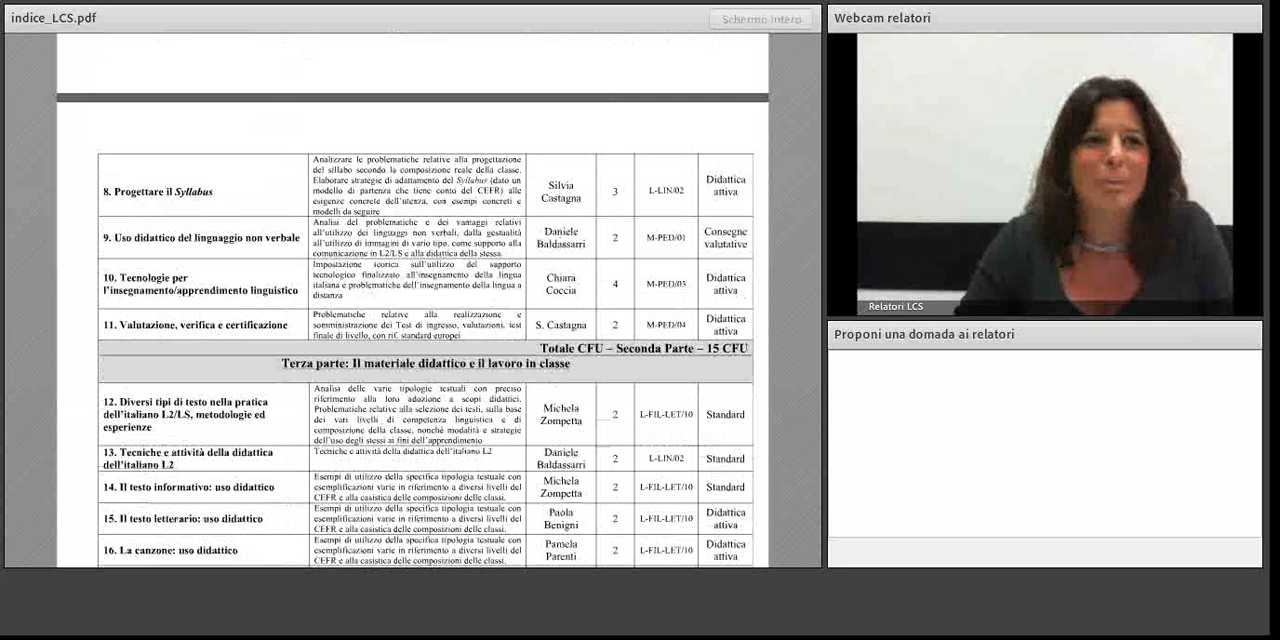 indice_LCS.pdf
Schermo intero
8. Progettare il Syllabus
Analizzare le problematiche relative alla progettazione
del sillabo secondo la composizione reale della classe.
Elaborare strategie di adattamento del Syllabus (dato un
modello di partenza che tiene conto del CEFR) alle
esigenze concrete dell'utenza, con esempi concreti e
modelli da seguire
Silvia
Castagna
3
L-LIN/02
Didattica
attiva
9. Uso didattico del linguaggio non verbale
Analisi del problematiche e dei vantaggi relativi
all'utilizzo dei linguaggi non verbali, dalla gestualità
all'utilizzo di immagini di vario tipo, come supporto alla
comunicazione in L2/LS e alla didattica della stessa.
Daniele
Baldassarri
2
M-PED/01
Consegne
valutative
10. Tecnologie per
l'insegnamento/apprendimento linguistico
Impostazione teorica sull'utilizzo del supporto
tecnologico finalizzato all'insegnamento della lingua
italiana e problematiche dell'insegnamento della lingua a
distanza
Chiara
Coccia
4
M-PED/03
Didattica
attiva
11. Valutazione, verifica e certificazione
Problematiche relative alla realizzazione e
somministrazione dei Test di ingresso, valutazioni, test
finale di livello, con rif. standard europei
S. Castagna
2
M-PED/04
Didattica
attiva
Totale CFU – Seconda Parte – 15 CFU
Terza parte: Il materiale didattico e il lavoro in classe
12. Diversi tipi di testo nella pratica
dell'italiano L2/LS, metodologie ed
esperienze
Analisi delle varie tipologie testuali con preciso
riferimento alla loro adozione a scopi didattici.
Problematiche relative alla selezione dei testi, sulla base
dei vari livelli di competenza linguistica e di
composizione della classe, nonché modalità e strategie
dell'uso degli stessi ai fini dell'apprendimento
Michela
Zompetta
2
L-FIL-LET/10
Standard
13. Tecniche e attività della didattica
dell'italiano L2
Tecniche e attività della didattica dell'italiano L2
Daniele
Baldassarri
2
L-LIN/02
Standard
14. Il testo informativo: uso didattico
Esempi di utilizzo della specifica tipologia testuale con
esemplificazioni varie in riferimento a diversi livelli del
CEFR e alla casistica delle composizioni delle classi.
Michela
Zompetta
2
L-FIL-LET/10
Standard
15. Il testo letterario: uso didattico
Esempi di utilizzo della specifica tipologia testuale con
esemplificazioni varie in riferimento a diversi livelli del
CEFR e alla casistica delle composizioni delle classi.
Paola
Benigni
2
L-FIL-LET/10
Didattica
attiva
16. La canzone: uso didattico
Esempi di utilizzo della specifica tipologia testuale con
esemplificazioni varie in riferimento a diversi livelli del
CEFR e alla casistica delle composizioni delle classi.
Pamela
Parenti
2
L-FIL-LET/10
Didattica
attiva
Webcam relatori
Relatori LCS
Proponi una domada ai relatori